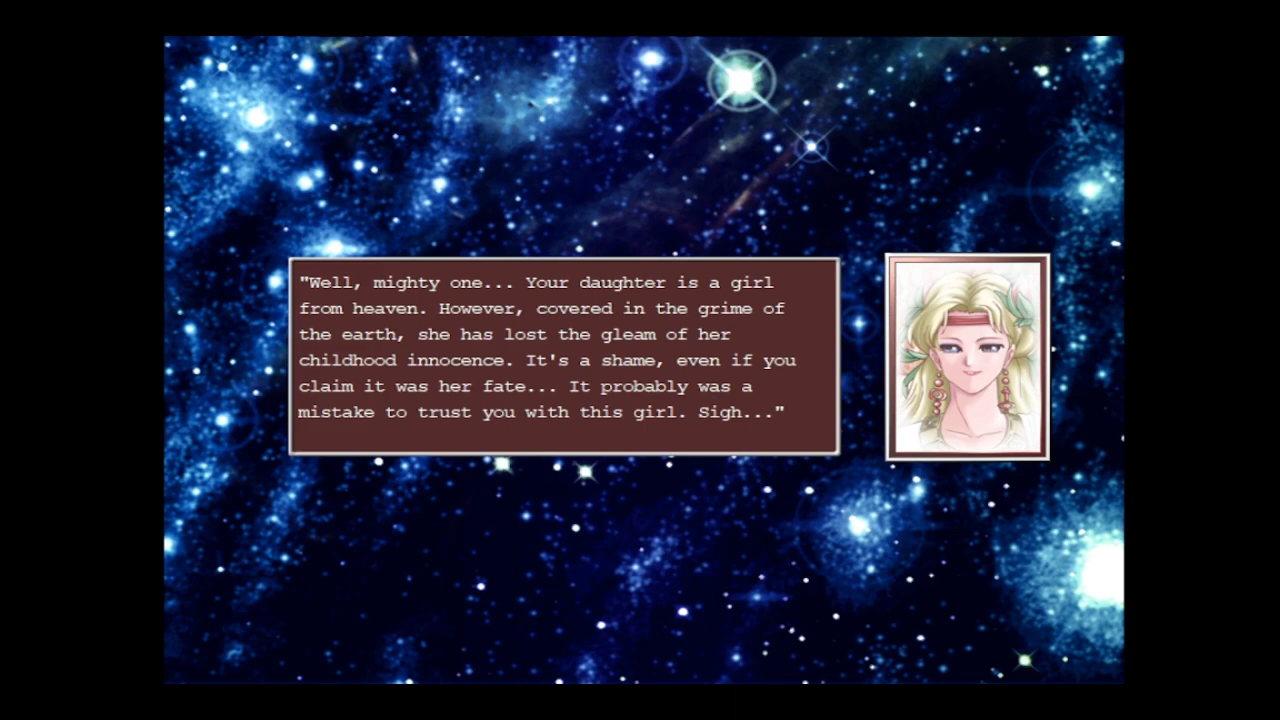 "Well, mighty one... Your daughter is a girl
from heaven. However, covered in the grime of
the earth, she has lost the gleam of her
childhood innocence. It's a shame, even if you
claim it was her fate... It probably was a
mistake to trust you with this girl. Sigh..."